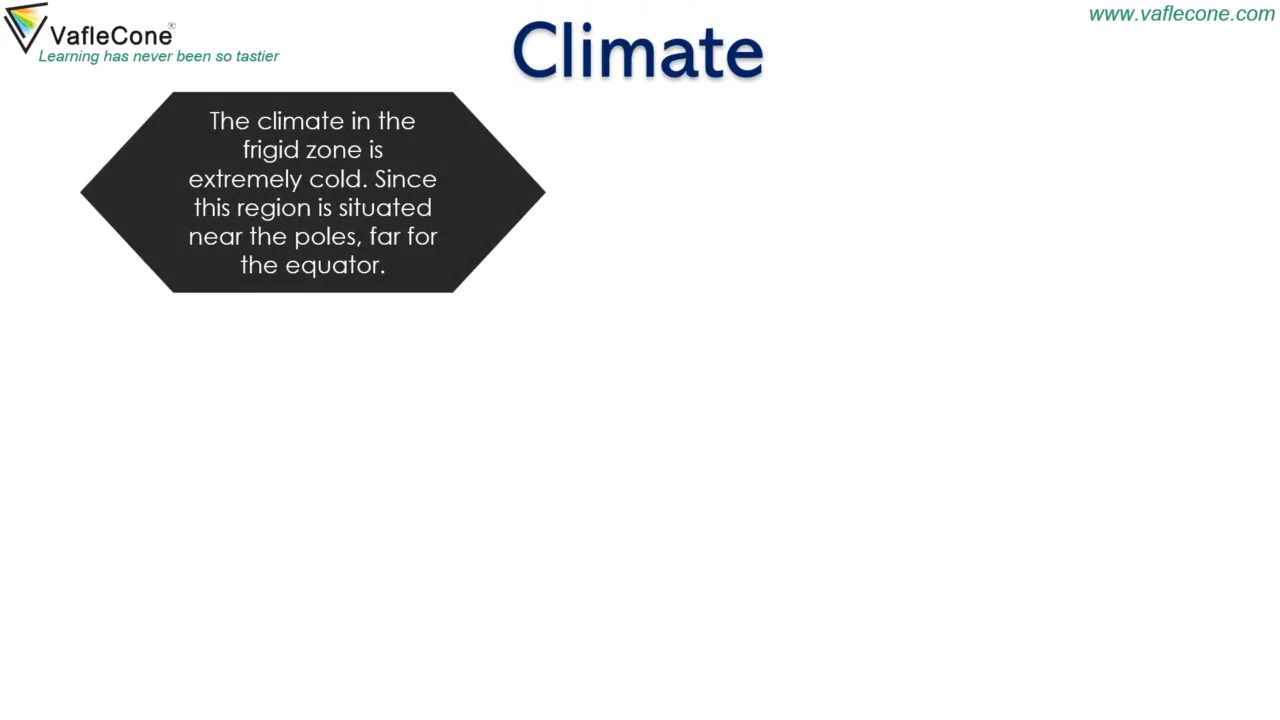 VafleCone®
Learning has never been so tastier
www.vaflecone.com
Climate
The climate in the
frigid zone is
extremely cold. Since
this region is situated
near the poles, far for
the equator.